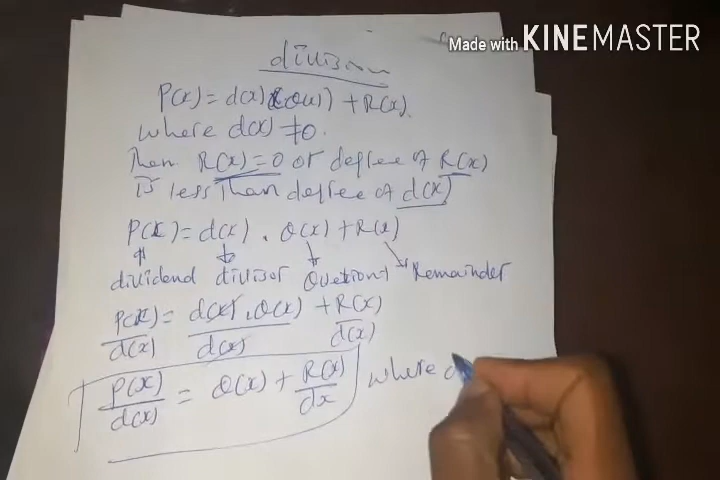 Made with KINEMASTER
division
P(x) = d(x) Q(x) + R(x)
where d(x) ≠ 0.
Then R(x) = 0 or degree of R(x)
is less than degree of d(x)
P(x) = d(x) . Q(x) + R(x)
dividend divisor Quetiont Remainder
P(x)/d(x) = d(x) . Q(x)/d(x) + R(x)/d(x)
P(x)/d(x) = Q(x) + R(x)/dx where d